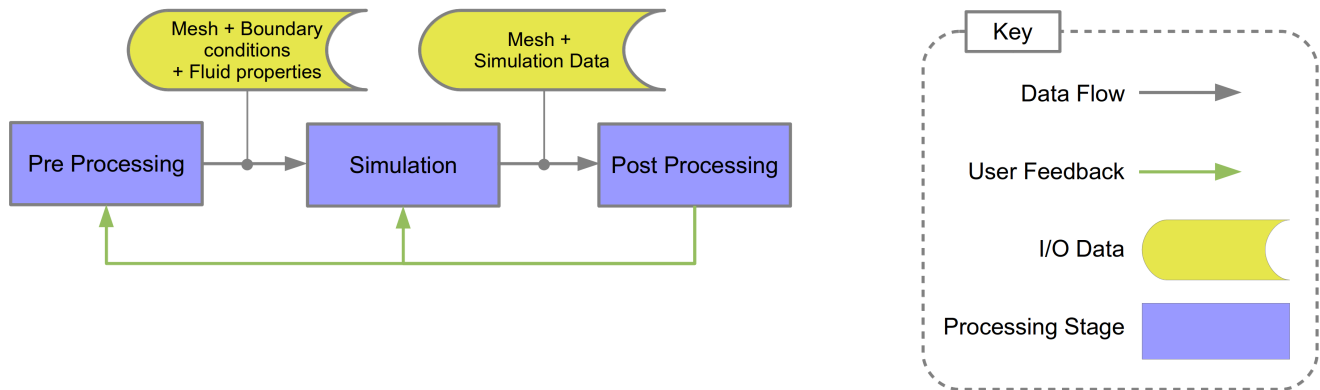 Mesh + Boundary
conditions
+ Fluid properties
Mesh +
Simulation Data
Pre Processing
Simulation
Post Processing
Key
Data Flow
User Feedback
I/O Data
Processing Stage